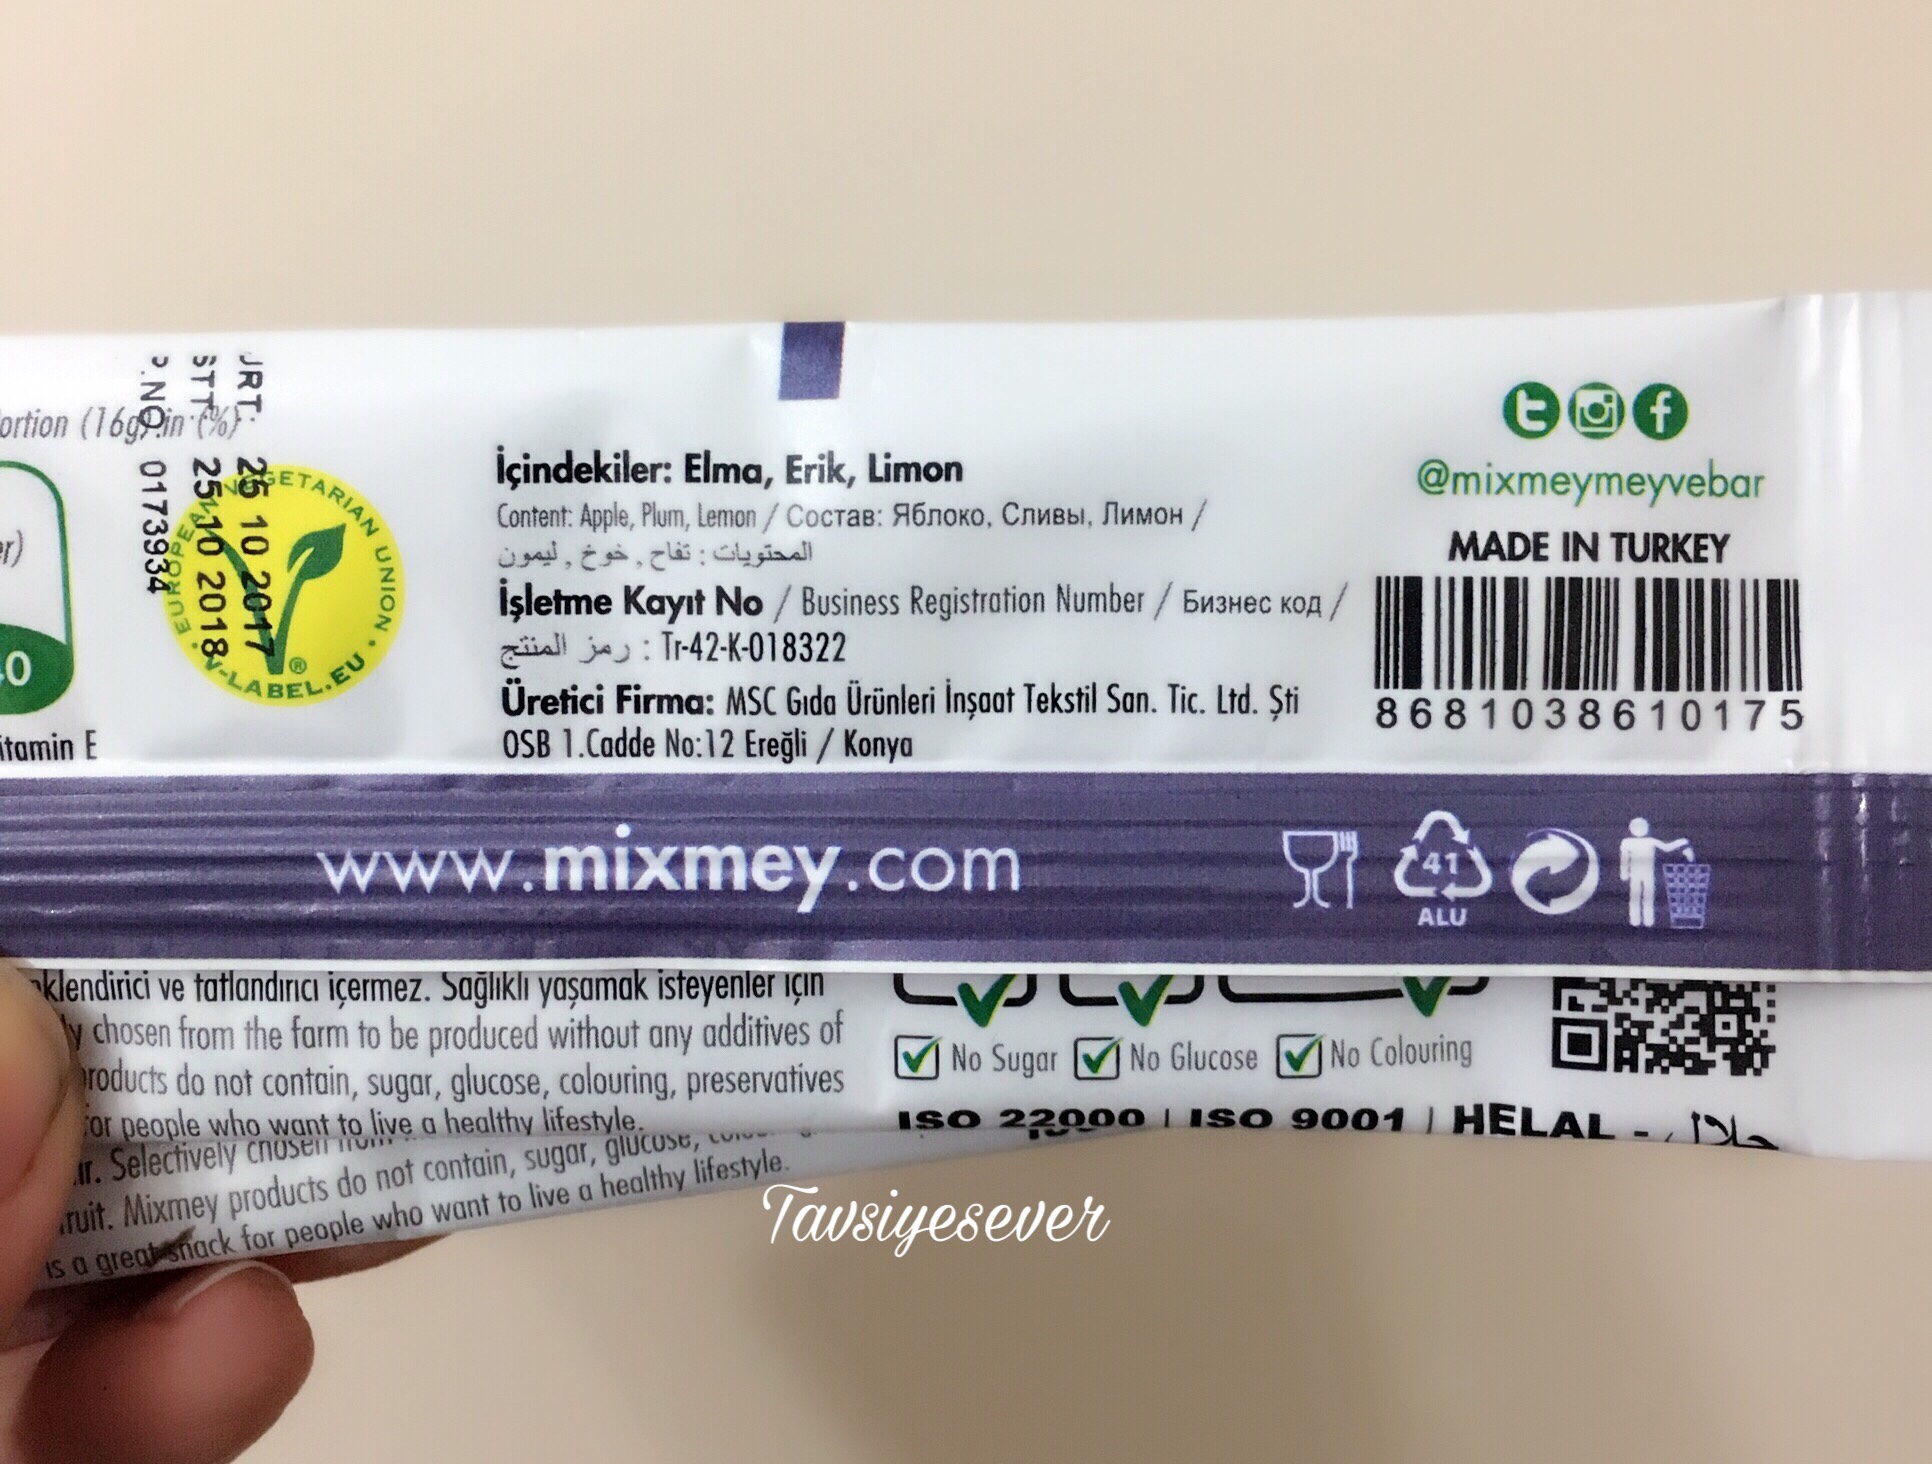 (16g) in (%)
ÜRT: 25 10 2017
STT: 25 10 2018
P.NO: 0173934
EUROPEAN VEGETARIAN UNION •
V-LABEL.EU •
®
itamin E
İçindekiler: Elma, Erik, Limon
Content: Apple, Plum, Lemon / Состав: Яблоко, Сливы, Лимон /
المحتويات : تفاح , خوخ , ليمون
İşletme Kayıt No / Business Registration Number / Бизнес код /
رمز المنتج : Tr-42-K-018322
Üretici Firma: MSC Gıda Ürünleri İnşaat Tekstil San. Tic. Ltd. Şti
OSB 1.Cadde No:12 Ereğli / Konya
@mixmeymeyvebar
MADE IN TURKEY
8681038610175
www.mixmey.com
41
ALU
klendirici ve tatlandırıcı içermez. Sağlıklı yaşamak isteyenler için
y chosen from the farm to be produced without any additives of
roducts do not contain, sugar, glucose, colouring, preservatives
or people who want to live a healthy lifestyle.
No Sugar No Glucose No Colouring
ISO 22000 | ISO 9001 | HELAL - حلال
ir. Selectively chosen from
ruit. Mixmey products do not contain, sugar, glucose,
is a great snack for people who want to live a healthy lifestyle.
Tavsiyesever